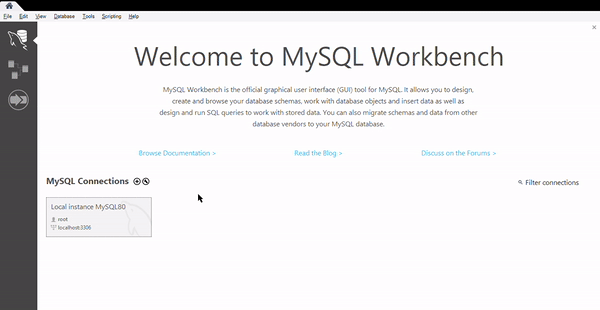 File Edit View Database Tools Scripting Help
Welcome to MySQL Workbench
MySQL Workbench is the official graphical user interface (GUI) tool for MySQL. It allows you to design,
create and browse your database schemas, work with database objects and insert data as well as
design and run SQL queries to work with stored data. You can also migrate schemas and data from other
database vendors to your MySQL database.
Browse Documentation > Read the Blog > Discuss on the Forums >
MySQL Connections Filter connections
Local instance MySQL80
root
localhost:3306